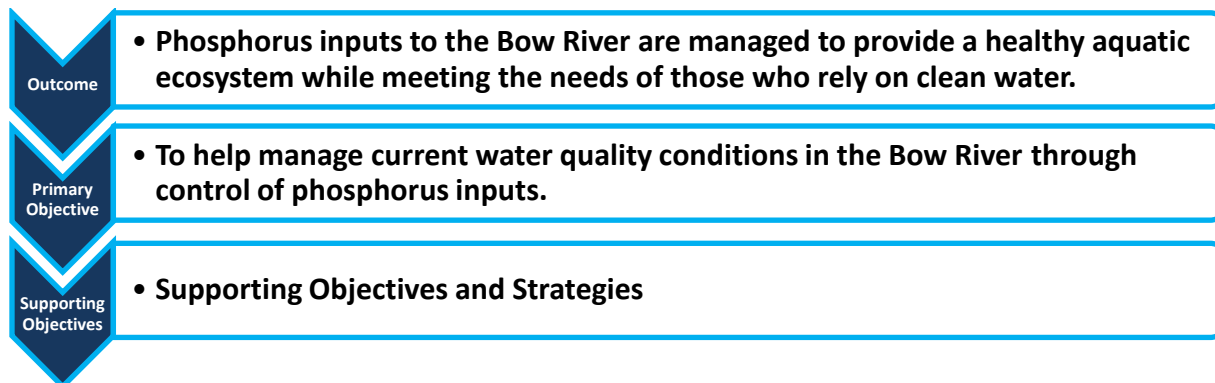 Outcome
• Phosphorus inputs to the Bow River are managed to provide a healthy aquatic
ecosystem while meeting the needs of those who rely on clean water.
Primary
Objective
• To help manage current water quality conditions in the Bow River through
control of phosphorus inputs.
Supporting
Objectives
• Supporting Objectives and Strategies